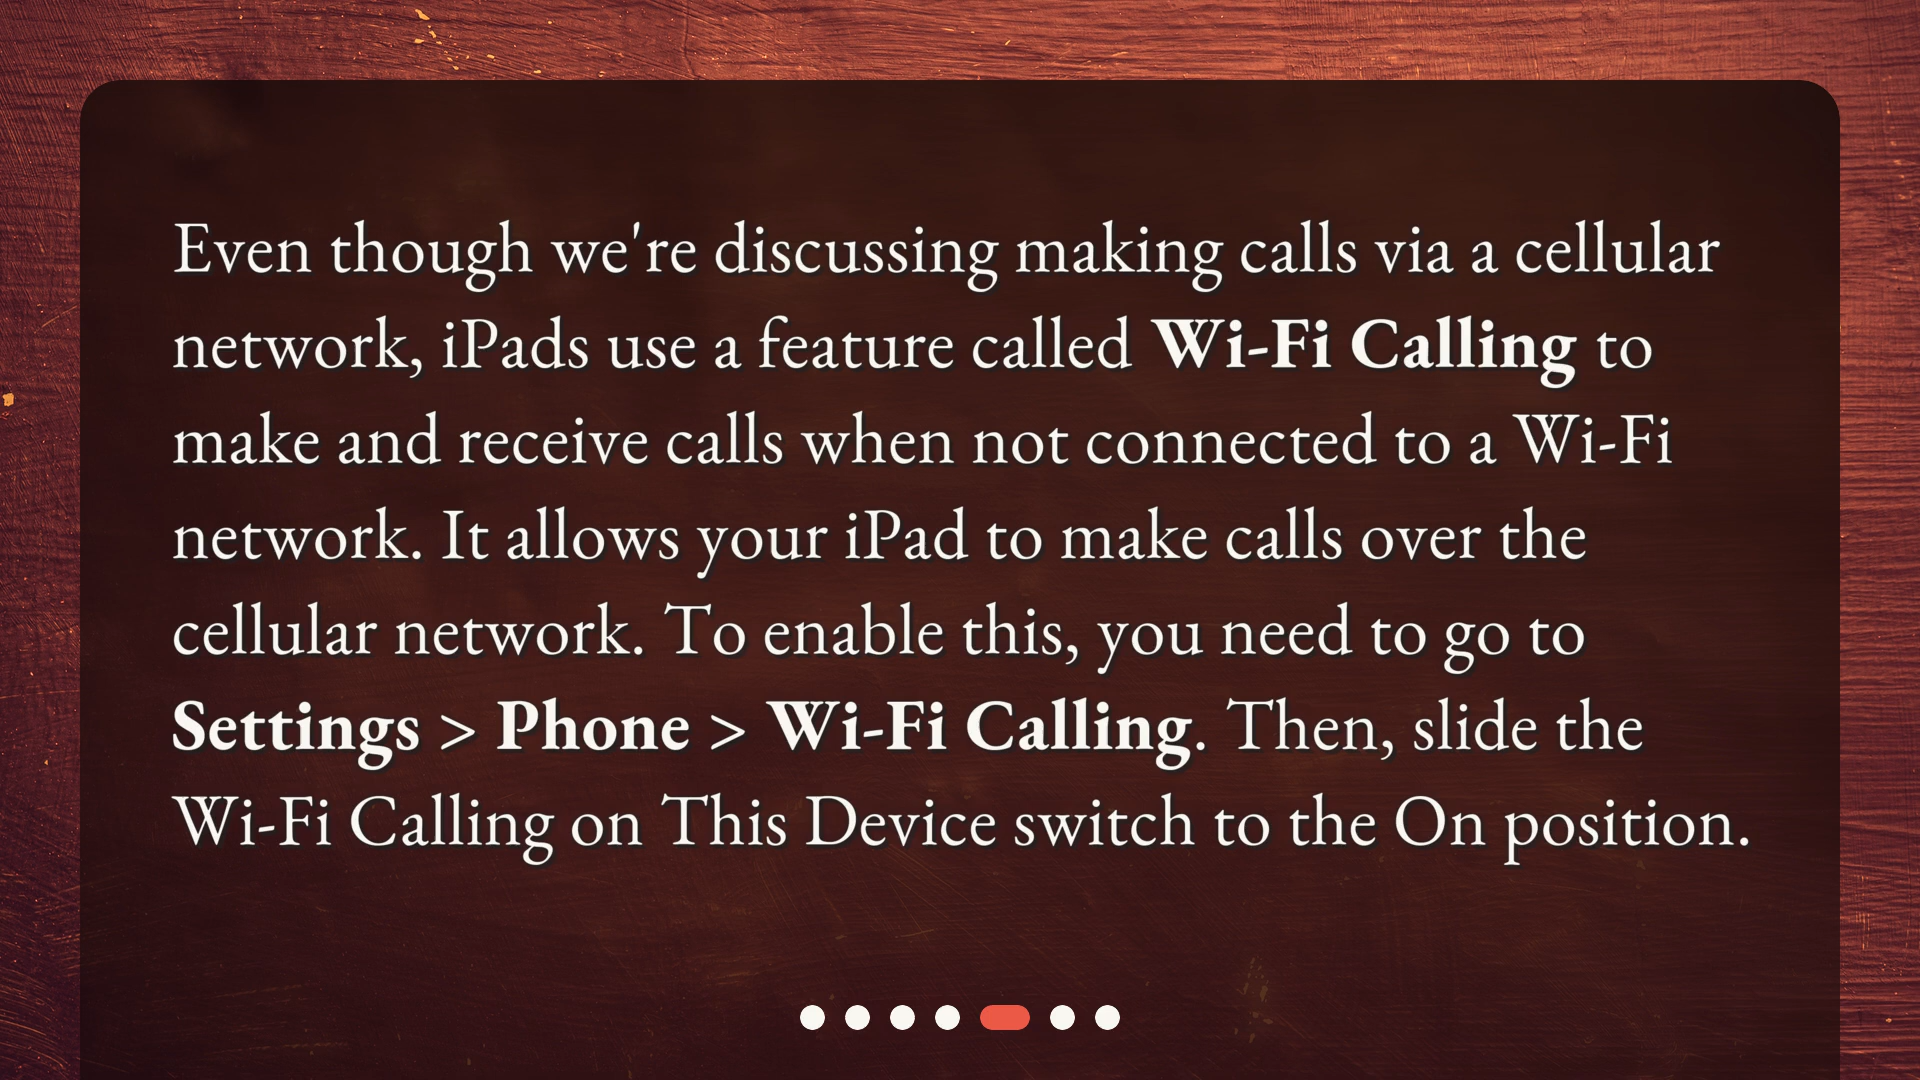 Even though we're discussing making calls via a cellular
network, iPads use a feature called Wi-Fi Calling to
make and receive calls when not connected to a Wi-Fi
network. It allows your iPad to make calls over the
cellular network. To enable this, you need to go to
Settings > Phone > Wi-Fi Calling. Then, slide the
Wi-Fi Calling on This Device switch to the On position.